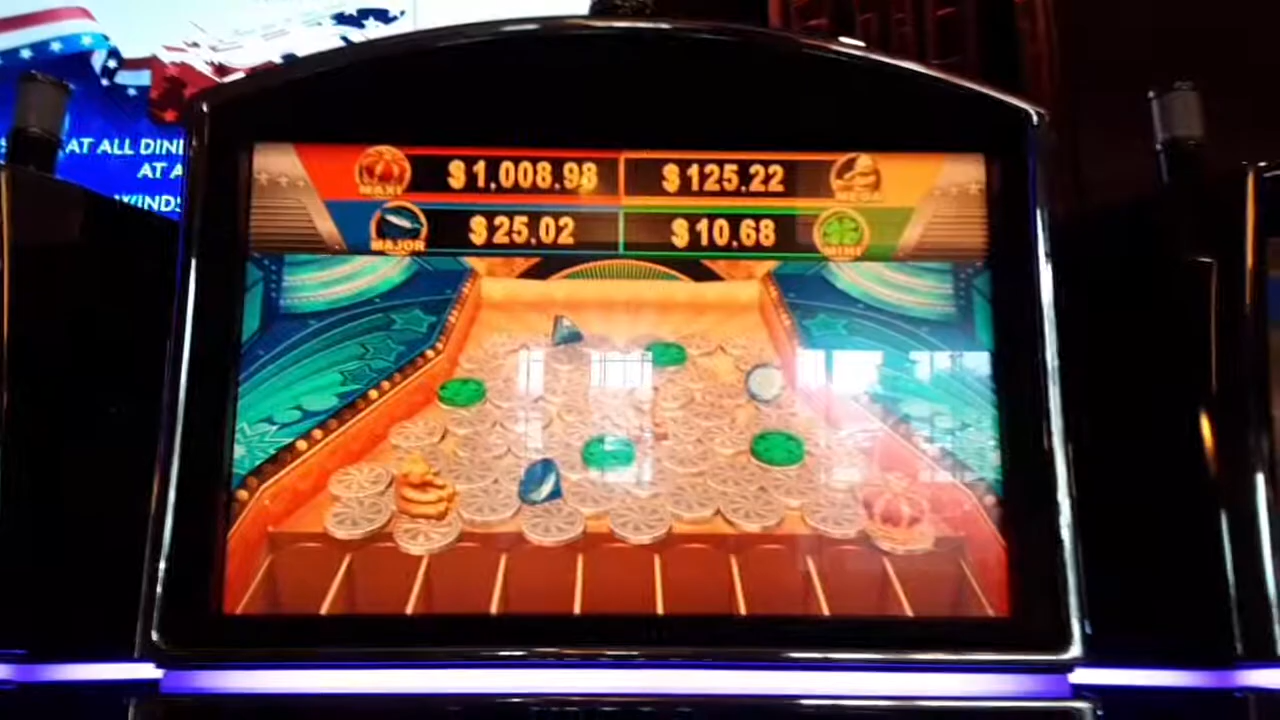 AT ALL DINI
AT A
WINDS
MAXI $1,008.98 $125.22 MEGA
MAJOR $25.02 $10.68 MINI